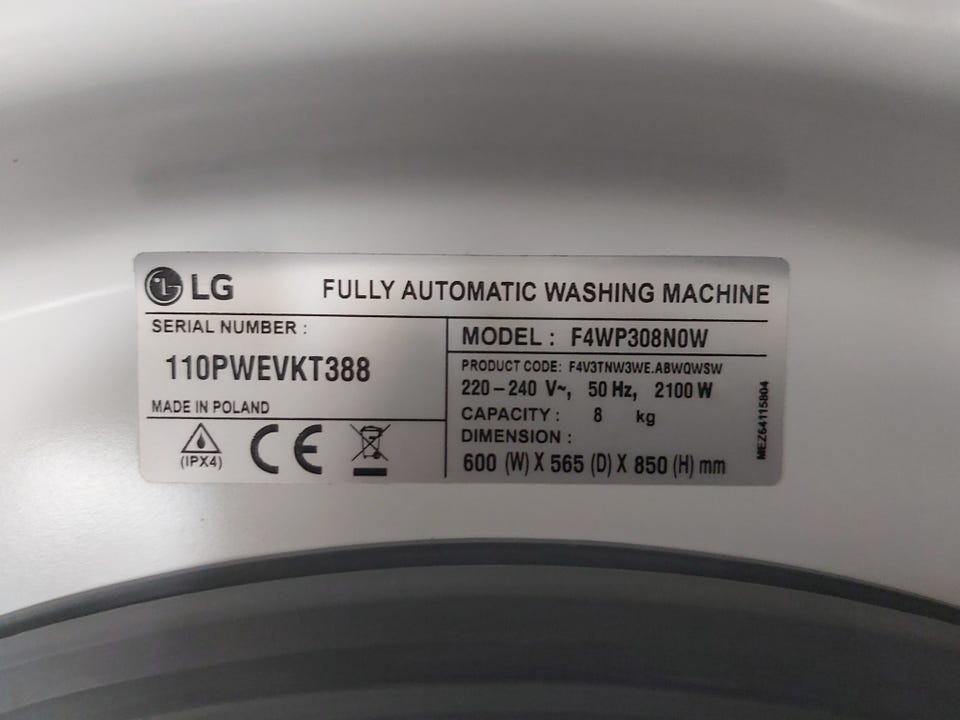 LG
FULLY AUTOMATIC WASHING MACHINE
SERIAL NUMBER :
110PWEVKT388
MADE IN POLAND
(IPX4)
CE
MODEL : F4WP308N0W
PRODUCT CODE: F4V3TNW3WE.ABWQWSW
220-240 V~, 50 Hz, 2100 W
CAPACITY : 8 kg
DIMENSION :
600 (W) X 565 (D) X 850 (H) mm
MEZ64115804